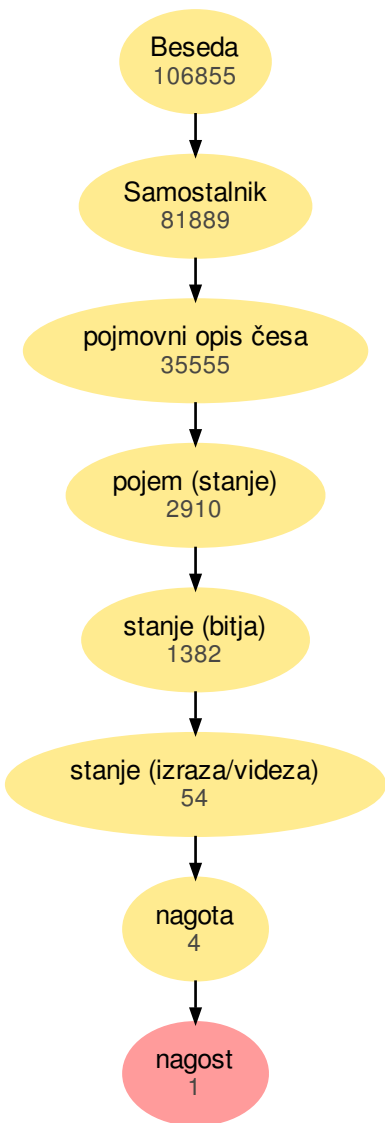 Beseda
106855
Samostalnik
81889
pojmovni opis česa
35555
pojem (stanje)
2910
stanje (bitja)
1382
stanje (izraza/videza)
54
nagota
4
nagost
1